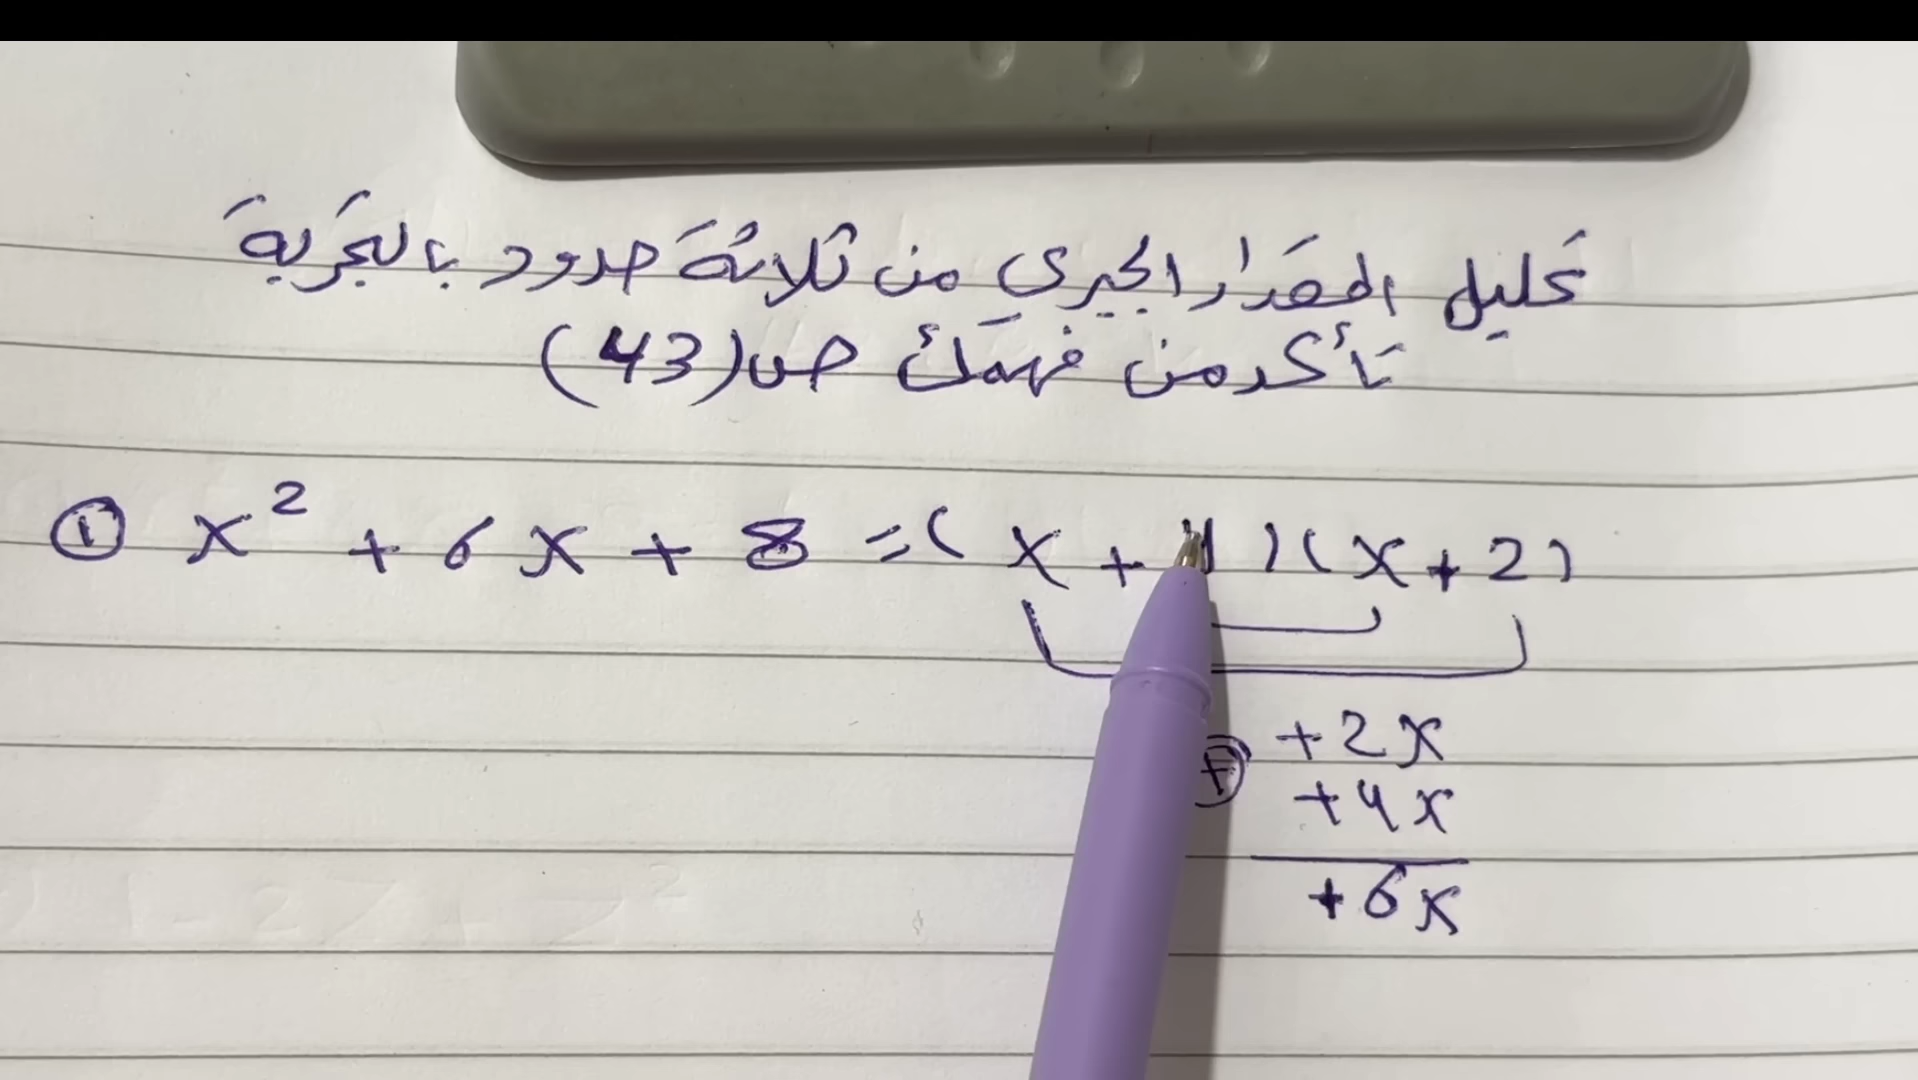 تحليل المقدار الجبري من ثلاثة حدود بالتجربة
تأكد من فهمك ص(43)
① x² + 6x + 8 = (x + 4)(x + 2)
+2x
⊕
+4x
+6x